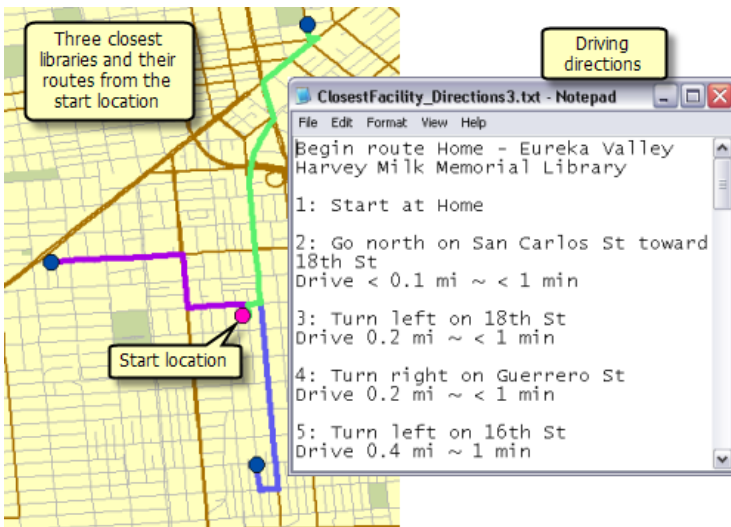 Three closest
libraries and their
routes from the
start location
Driving
directions
ClosestFacility_Directions3.txt - Notepad
File Edit Format View Help
Begin route Home - Eureka Valley
Harvey Milk Memorial Library
1: Start at Home
2: Go north on San Carlos St toward
18th St
Drive < 0.1 mi ~ < 1 min
3: Turn left on 18th St
Drive 0.2 mi ~ < 1 min
4: Turn right on Guerrero St
Drive 0.2 mi ~ < 1 min
5: Turn left on 16th St
Drive 0.4 mi ~ 1 min
Start location